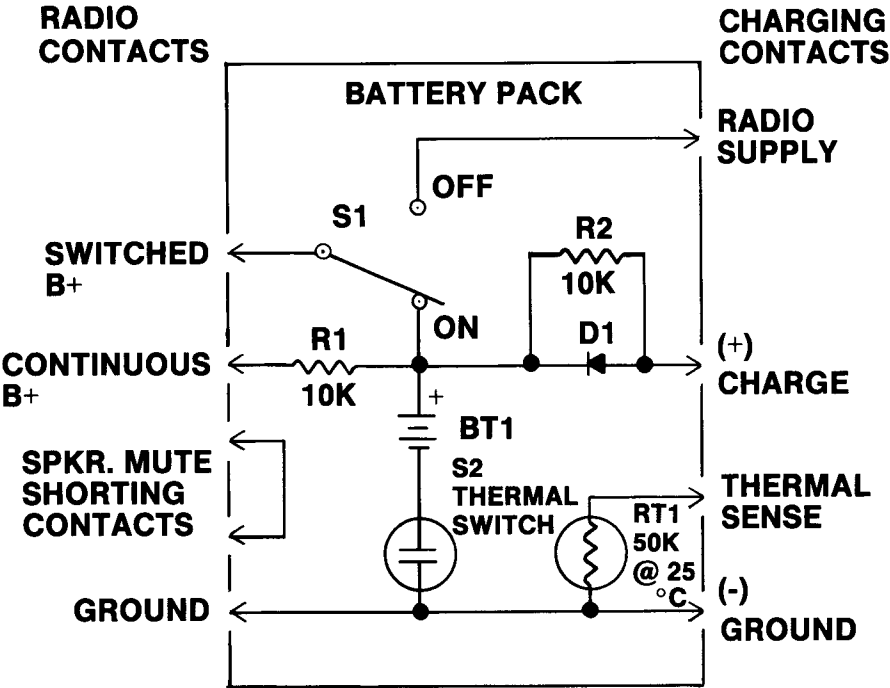 RADIO
CONTACTS
CHARGING
CONTACTS
BATTERY PACK
RADIO
SUPPLY
OFF
S1
SWITCHED
B+
R2
10K
ON
D1
R1
10K
CONTINUOUS
B+
(+)
CHARGE
+
BT1
SPKR. MUTE
SHORTING
CONTACTS
S2
THERMAL
SWITCH
THERMAL
SENSE
RT1
50K
@ 25
°C
GROUND
(-)
GROUND